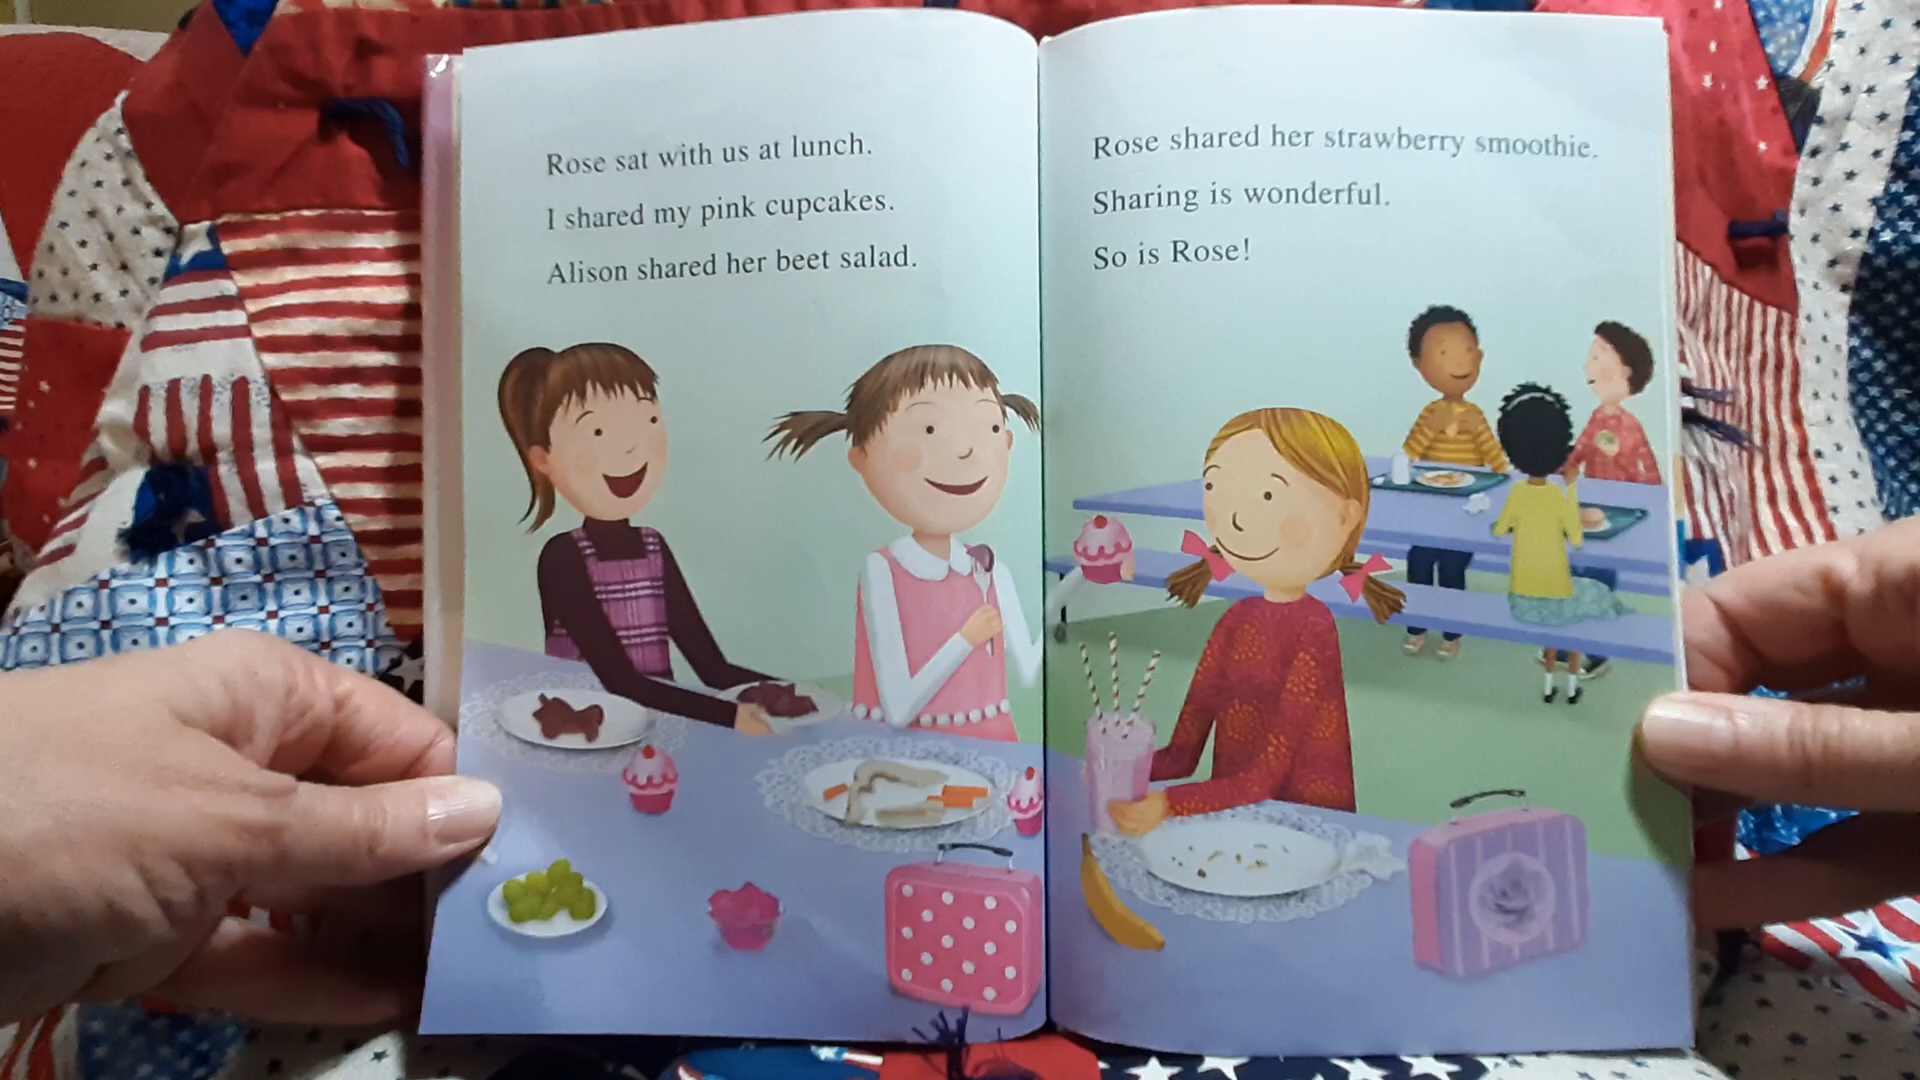 Rose sat with us at lunch.
I shared my pink cupcakes.
Alison shared her beet salad.
Rose shared her strawberry smoothie.
Sharing is wonderful.
So is Rose!